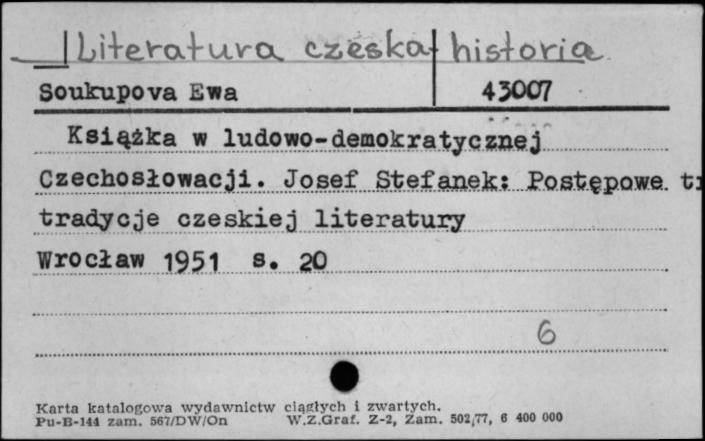 Literatura czeska historia
Soukupova Ewa 43007
Książka w ludowo-demokratycznej
Czechosłowacji. Josef Stefanek: Postępowe tr
tradycje czeskiej literatury
Wrocław 1951 s. 20
6
Karta katalogowa wydawnictw ciągłych i zwartych.
Pu-B-144 zam. 567/DW/On W.Z.Graf. Z-2, Zam. 502/77, 6 400 000